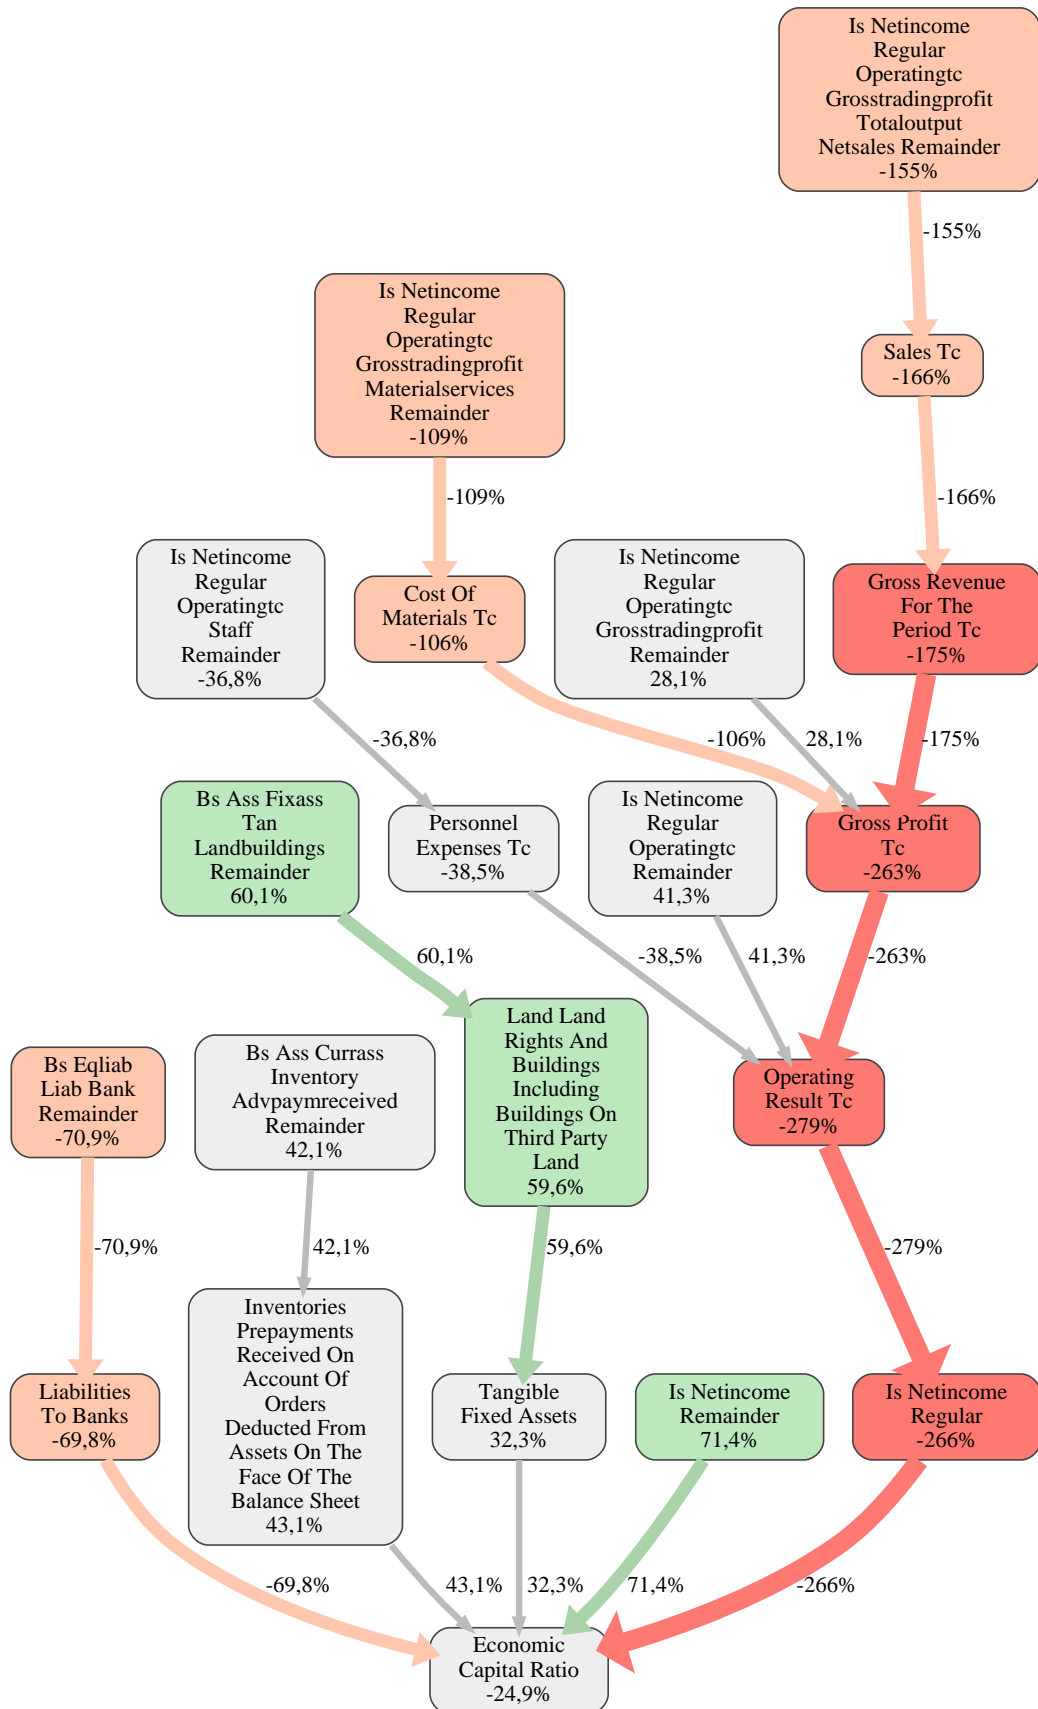 Is Netincome
Regular
Operatingtc
Grosstradingprofit
Totaloutput
Netsales Remainder
-155%
-155%
Is Netincome
Regular
Operatingtc
Grosstradingprofit
Materialservices
Remainder
-109%
Sales Tc
-166%
-109%
-166%
Is Netincome
Regular
Operatingtc
Staff
Remainder
-36,8%
Cost Of
Materials Tc
-106%
Is Netincome
Regular
Operatingtc
Grosstradingprofit
Remainder
28,1%
Gross Revenue
For The
Period Tc
-175%
-36,8%
-106%
28,1%
-175%
Bs Ass Fixass
Tan
Landbuildings
Remainder
60,1%
Personnel
Expenses Tc
-38,5%
Is Netincome
Regular
Operatingtc
Remainder
41,3%
Gross Profit
Tc
-263%
60,1%
-38,5%
41,3%
-263%
Bs Eqliab
Liab Bank
Remainder
-70,9%
Bs Ass Currass
Inventory
Advpaymreceived
Remainder
42,1%
Land Land
Rights And
Buildings
Including
Buildings On
Third Party
Land
59,6%
Operating
Result Tc
-279%
-70,9%
42,1%
59,6%
-279%
Liabilities
To Banks
-69,8%
Inventories
Prepayments
Received On
Account Of
Orders
Deducted From
Assets On The
Face Of The
Balance Sheet
43,1%
Tangible
Fixed Assets
32,3%
Is Netincome
Remainder
71,4%
Is Netincome
Regular
-266%
-69,8%
43,1%
32,3%
71,4%
-266%
Economic
Capital Ratio
-24,9%